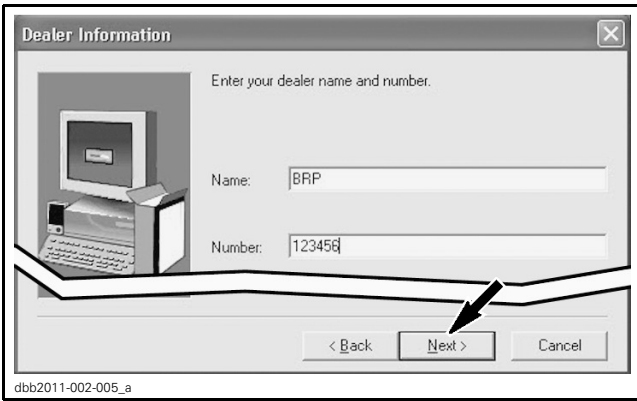 Dealer Information
Enter your dealer name and number.
Name: BRP
Number: 123456
< Back Next > Cancel
dbb2011-002-005_a